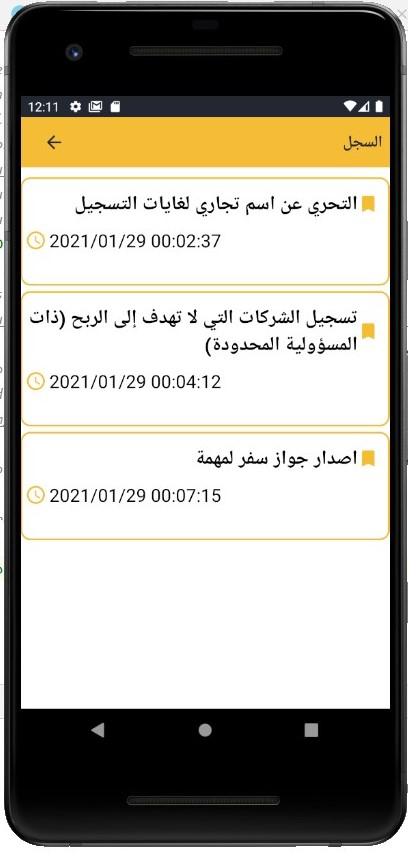 12:11
السجل
التحري عن اسم تجاري لغايات التسجيل
2021/01/29 00:02:37
تسجيل الشركات التي لا تهدف إلى الربح (ذات
المسؤولية المحدودة)
2021/01/29 00:04:12
اصدار جواز سفر لمهمة
2021/01/29 00:07:15